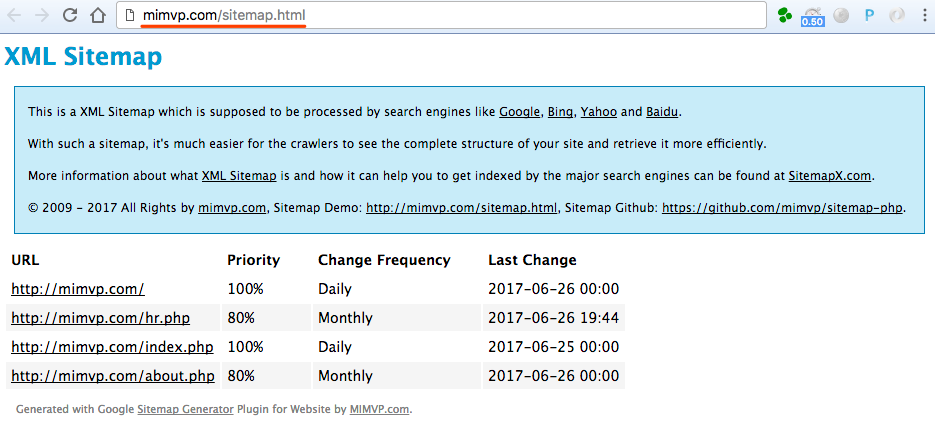 mimvp.com/sitemap.html
0.50
P
XML Sitemap
This is a XML Sitemap which is supposed to be processed by search engines like Google, Bing, Yahoo and Baidu.
With such a sitemap, it's much easier for the crawlers to see the complete structure of your site and retrieve it more efficiently.
More information about what XML Sitemap is and how it can help you to get indexed by the major search engines can be found at SitemapX.com.
© 2009 - 2017 All Rights by mimvp.com, Sitemap Demo: http://mimvp.com/sitemap.html, Sitemap Github: https://github.com/mimvp/sitemap-php.
URL Priority Change Frequency Last Change
http://mimvp.com/ 100% Daily 2017-06-26 00:00
http://mimvp.com/hr.php 80% Monthly 2017-06-26 19:44
http://mimvp.com/index.php 100% Daily 2017-06-25 00:00
http://mimvp.com/about.php 80% Monthly 2017-06-26 00:00
Generated with Google Sitemap Generator Plugin for Website by MIMVP.com.